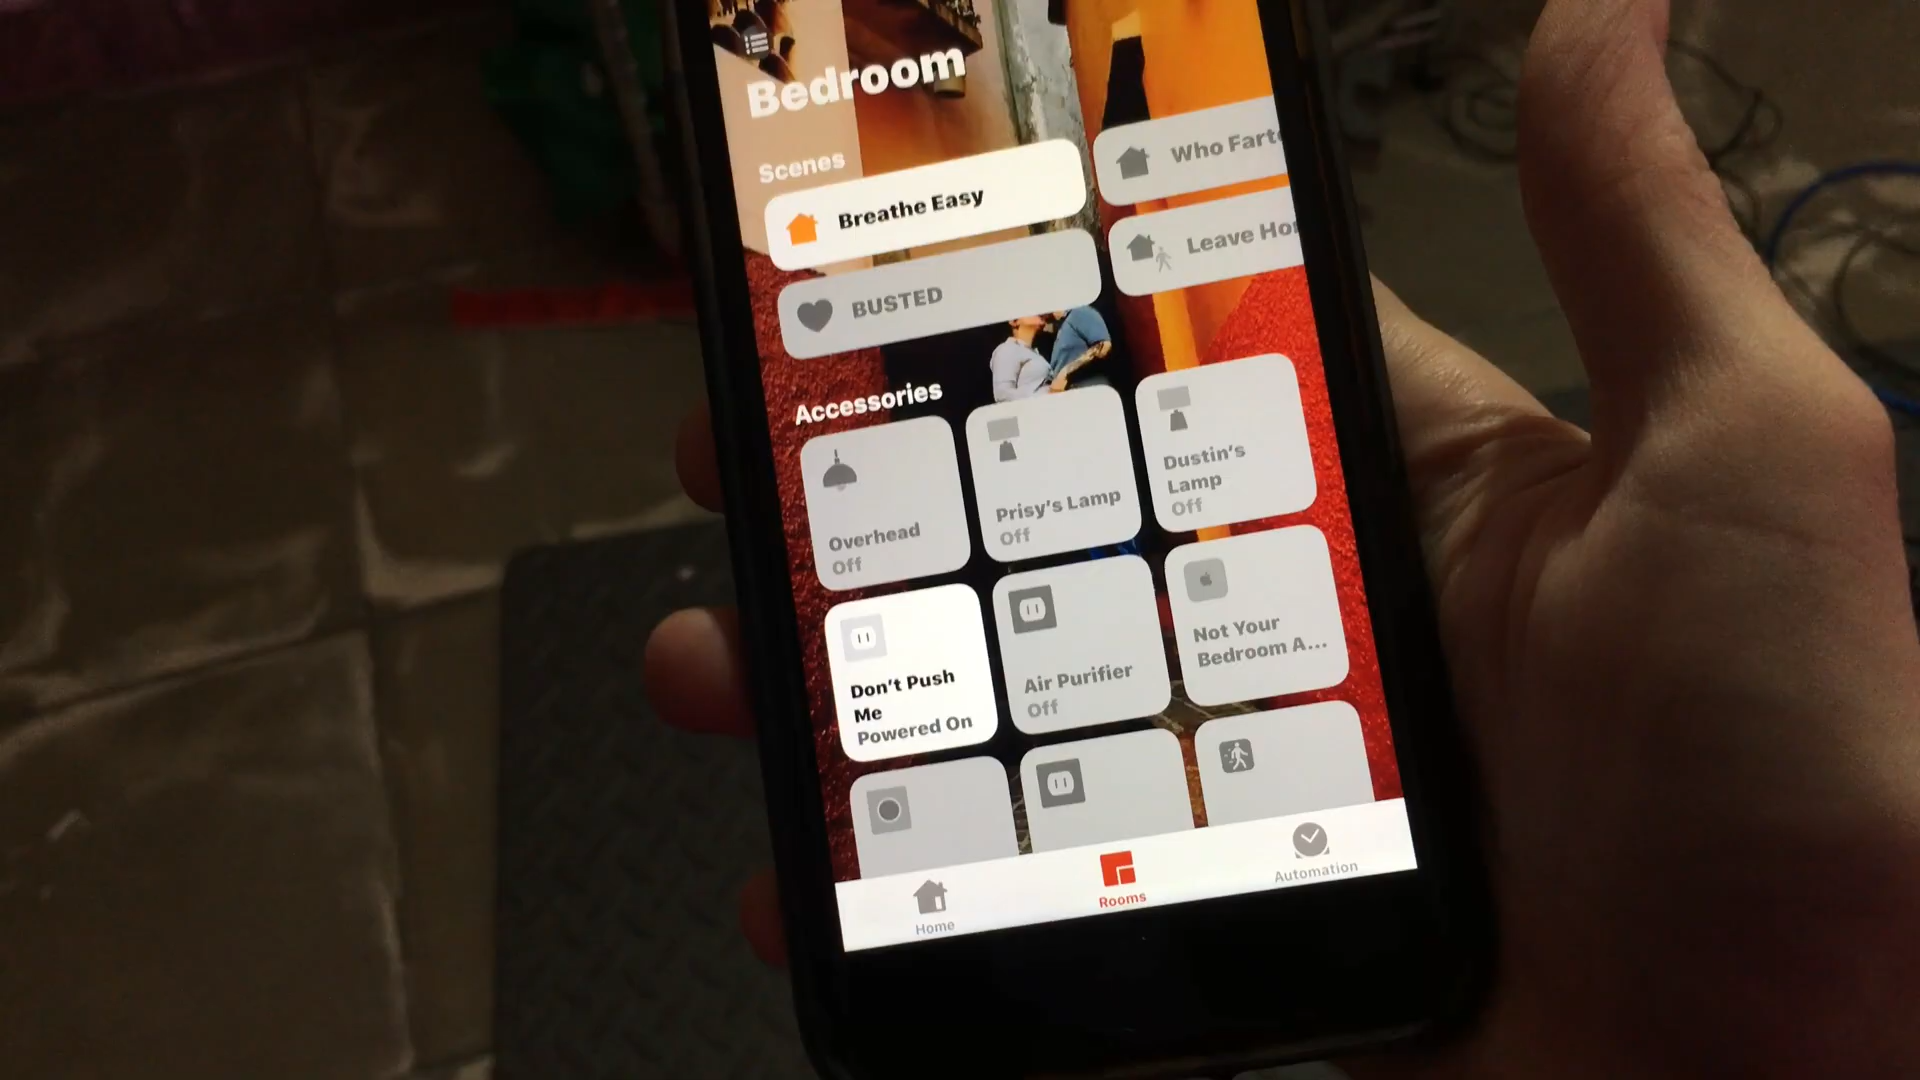 Bedroom
Scenes
Breathe Easy
Who Farte
BUSTED
Leave Ho
Accessories
Overhead
Off
Prisy's Lamp
Off
Dustin's
Lamp
Off
Don't Push
Me
Powered On
Air Purifier
Off
Not Your
Bedroom A...
Home
Rooms
Automation